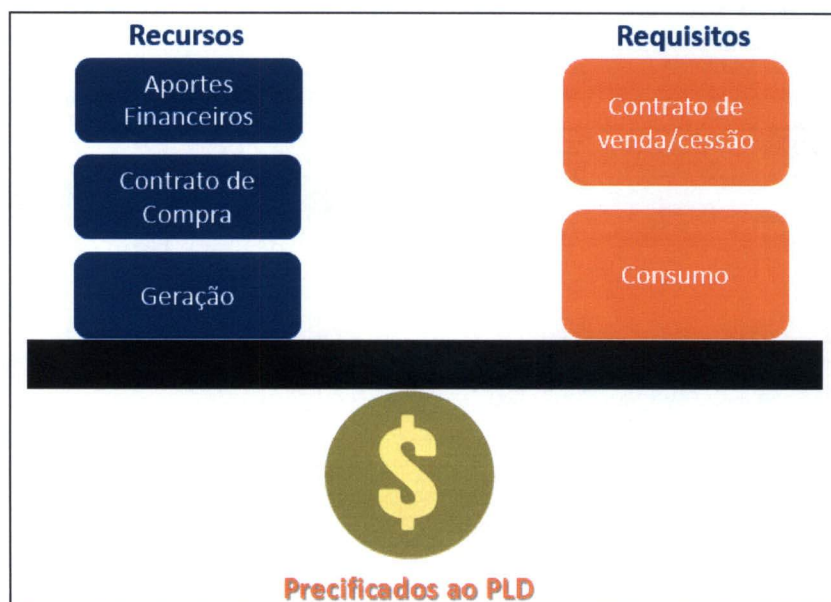 Recursos
Aportes
Financeiros
Contrato de
Compra
Geração
Requisitos
Contrato de
venda/cessão
Consumo
$
Precificados ao PLD